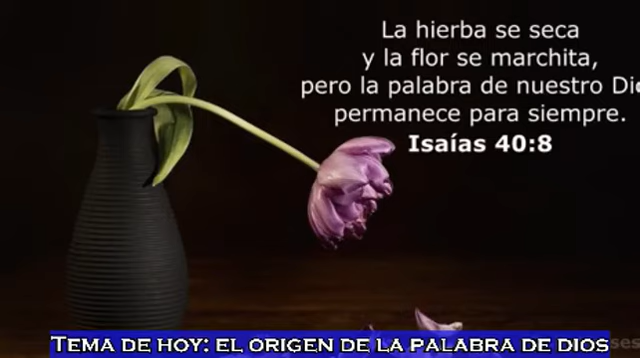 La hierba se seca
y la flor se marchita,
pero la palabra de nuestro Dio
permanece para siempre.
Isaías 40:8
TEMA DE HOY: EL ORIGEN DE LA PALABRA DE DIOS